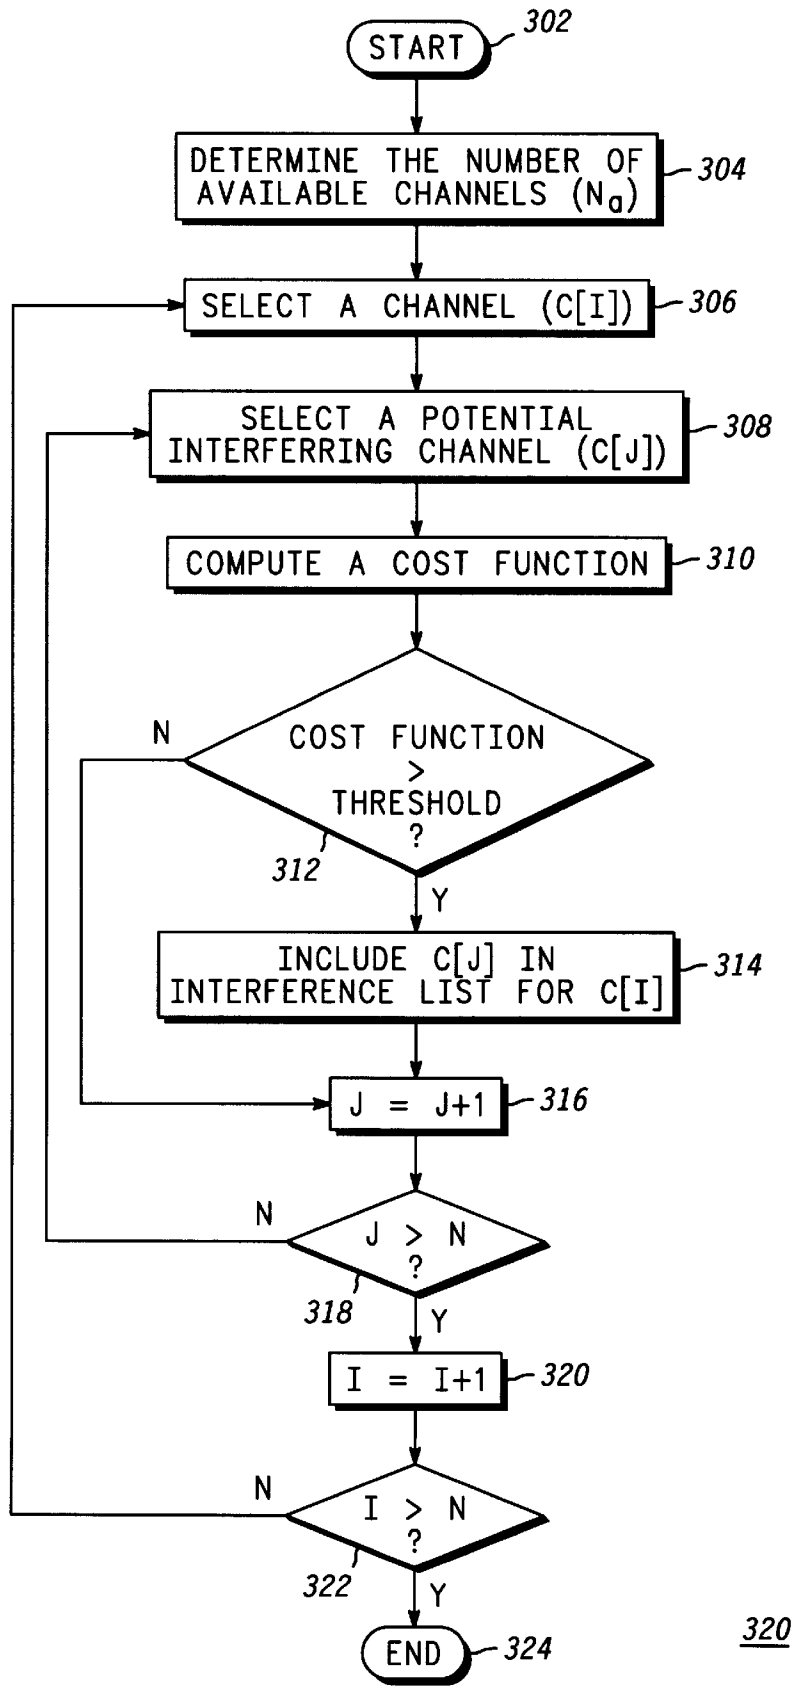 START
302
DETERMINE THE NUMBER OF
AVAILABLE CHANNELS (Na)
304
SELECT A CHANNEL (C[I])
306
SELECT A POTENTIAL
INTERFERRING CHANNEL (C[J])
308
COMPUTE A COST FUNCTION
310
N
COST FUNCTION
>
THRESHOLD
?
312
Y
INCLUDE C[J] IN
INTERFERENCE LIST FOR C[I]
314
J = J+1
316
N
J > N
?
318
Y
I = I+1
320
N
I > N
?
322
Y
END
324
320